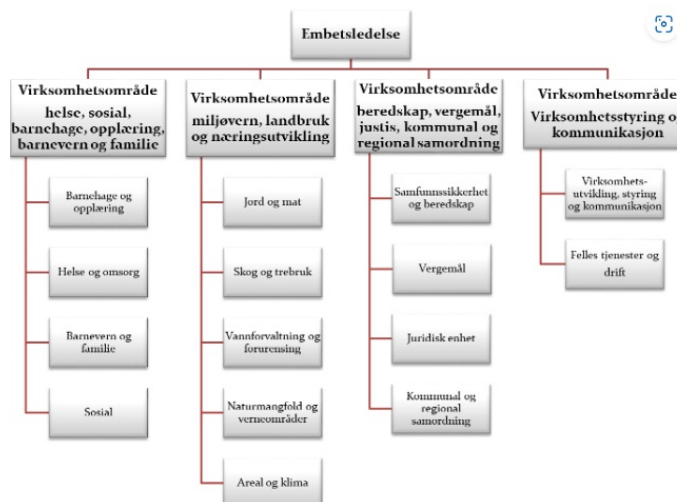 Embetsledelse
Virksomhetsområde
helse, sosial,
barnehage, opplæring,
barnevern og familie
Barnehage og
opplæring
Helse og omsorg
Barnevern og
familie
Sosial
Virksomhetsområde
miljøvern, landbruk
og næringsutvikling
Jord og mat
Skog og trebruk
Vannforvaltning og
forurensing
Naturmangfold og
verneområder
Areal og klima
Virksomhetsområde
beredskap, vergemål,
justis, kommunal og
regional samordning
Samfunnssikkerhet
og beredskap
Vergemål
Juridisk enhet
Kommunal og
regional
samordning
Virksomhetsområde
Virksomhetsstyring og
kommunikasjon
Virksomhets-
utvikling, styring
og kommunikasjon
Felles tjenester og
drift